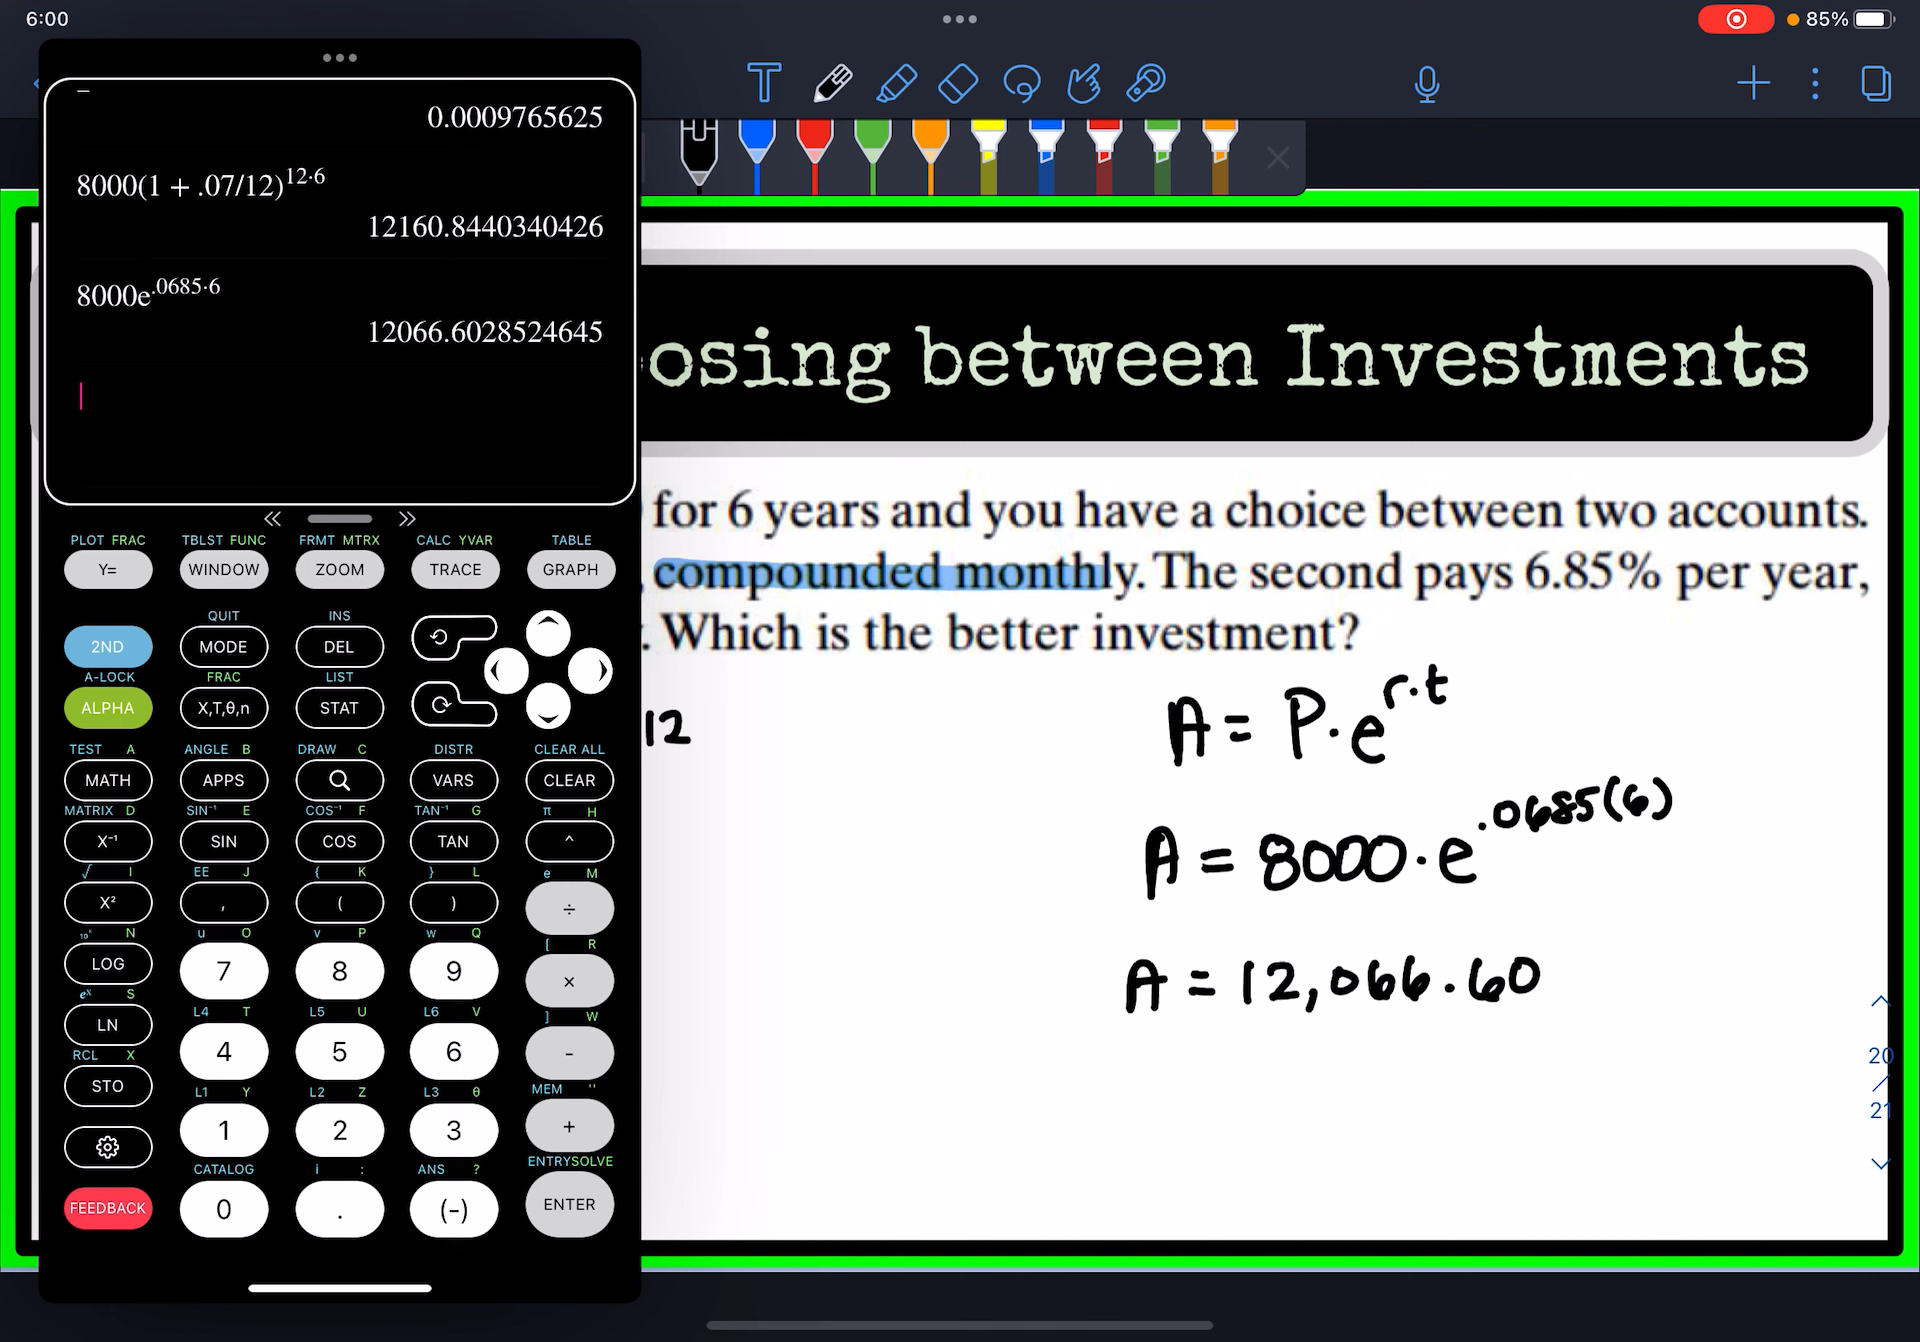 6:00
85%
0.0009765625
8000(1 + .07/12)^12·6
12160.8440340426
8000e^.0685·6
12066.6028524645
osing between Investments
for 6 years and you have a choice between two accounts.
compounded monthly. The second pays 6.85% per year,
. Which is the better investment?
12
A = P·e^r·t
A = 8000·e^.0685(6)
A = 12,066.60
20
21
PLOT FRAC TBLST FUNC FRMT MTRX CALC YVAR TABLE
Y= WINDOW ZOOM TRACE GRAPH
QUIT INS
2ND MODE DEL
A-LOCK FRAC LIST
ALPHA X,T,θ,n STAT
TEST A ANGLE B DRAW C DISTR CLEAR ALL
MATH APPS VARS CLEAR
MATRIX D SIN⁻¹ E COS⁻¹ F TAN⁻¹ G π H
X⁻¹ SIN COS TAN ^
√ I EE J { K } L e M
X² , ( ) ÷
10ˣ N u O v P w Q [ R
LOG 7 8 9 ×
eˣ S L4 T L5 U L6 V ] W
LN 4 5 6 -
RCL X L1 Y L2 Z L3 θ MEM "
STO 1 2 3 +
CATALOG i : ANS ? ENTRY SOLVE
FEEDBACK 0 . (-) ENTER